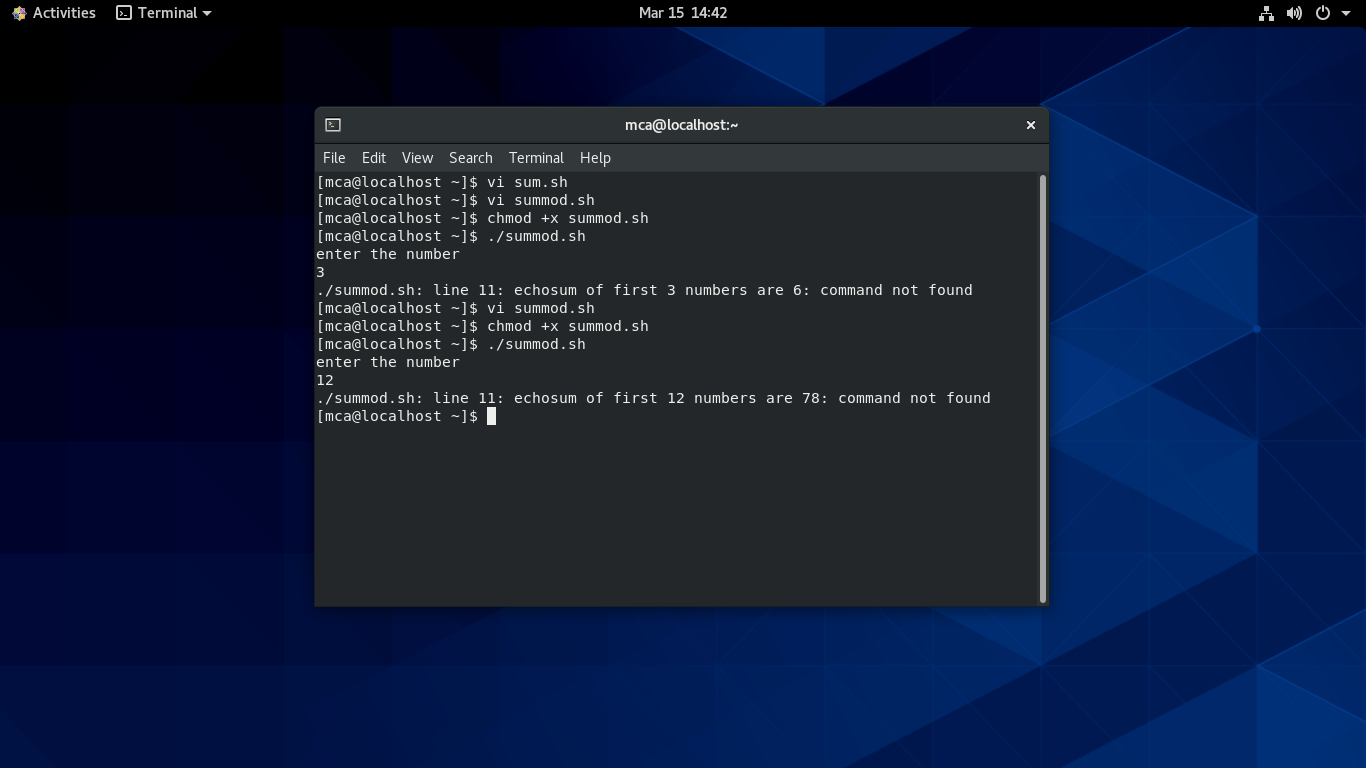 Activities Terminal Mar 15 14:42
mca@localhost:~
File Edit View Search Terminal Help
[mca@localhost ~]$ vi sum.sh
[mca@localhost ~]$ vi summod.sh
[mca@localhost ~]$ chmod +x summod.sh
[mca@localhost ~]$ ./summod.sh
enter the number
3
./summod.sh: line 11: echosum of first 3 numbers are 6: command not found
[mca@localhost ~]$ vi summod.sh
[mca@localhost ~]$ chmod +x summod.sh
[mca@localhost ~]$ ./summod.sh
enter the number
12
./summod.sh: line 11: echosum of first 12 numbers are 78: command not found
[mca@localhost ~]$